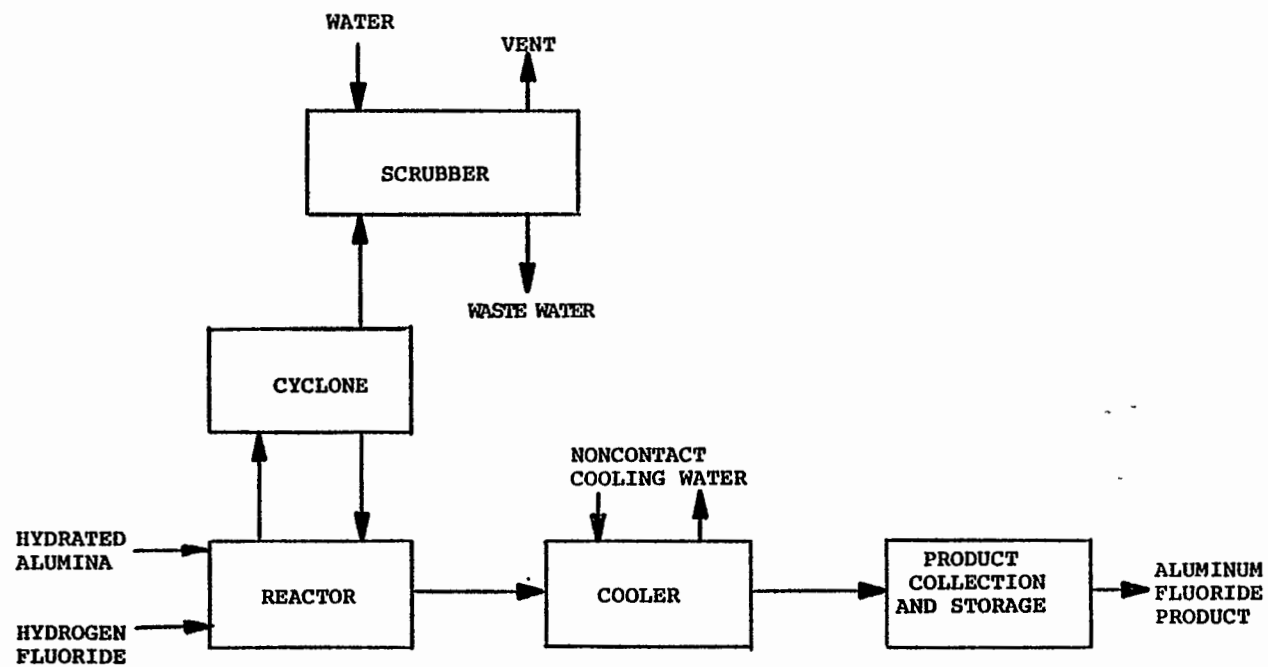 WATER
VENT
SCRUBBER
WASTE WATER
CYCLONE
NONCONTACT
COOLING WATER
HYDRATED
ALUMINA
HYDROGEN
FLUORIDE
REACTOR
COOLER
PRODUCT
COLLECTION
AND STORAGE
ALUMINUM
FLUORIDE
PRODUCT